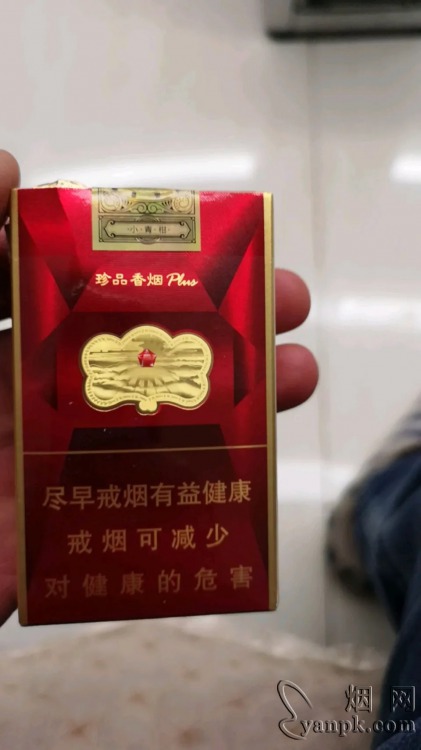 ·小·青·柑·
珍品香烟 Plus
尽早戒烟有益健康
戒烟可减少
对健康的危害
烟网
yanpk.com